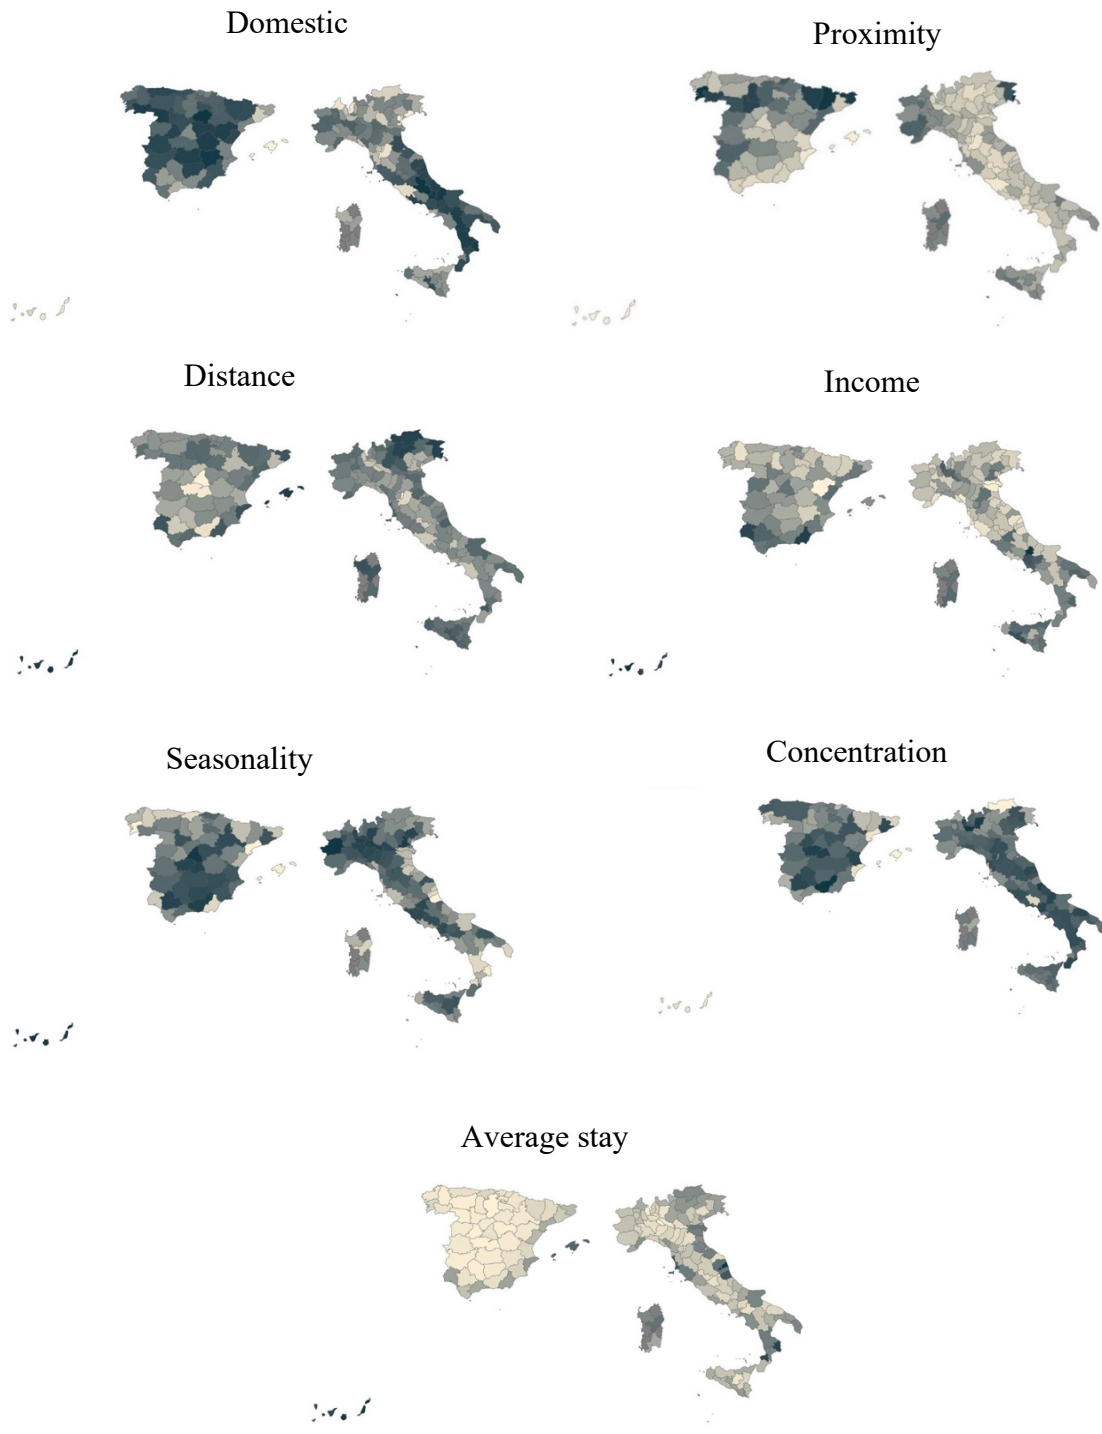 Domestic
Proximity
Distance
Income
Seasonality
Concentration
Average stay